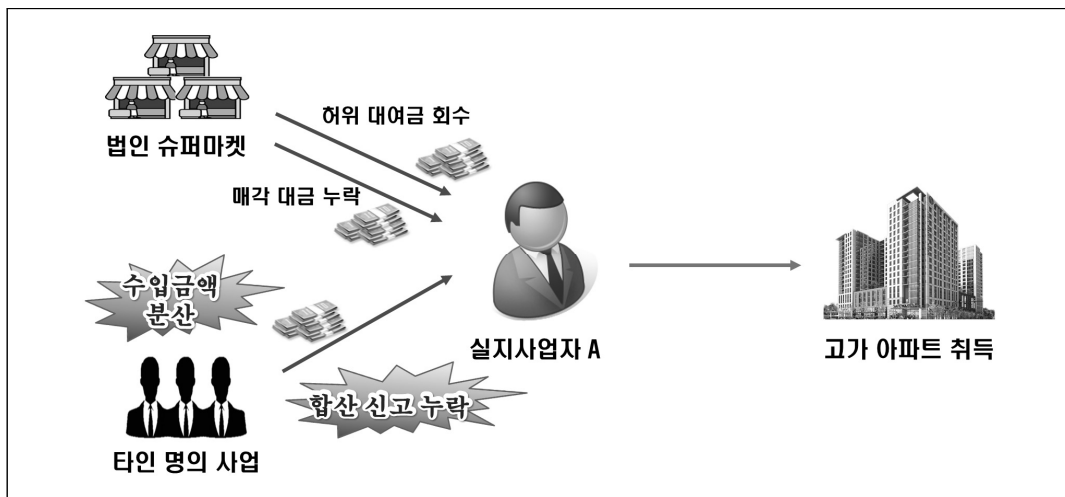 허위 대여금 회수
법인 슈퍼마켓
매각 대금 누락
수입금액
분산
실지사업자 A
고가 아파트 취득
합산 신고 누락
타인 명의 사업